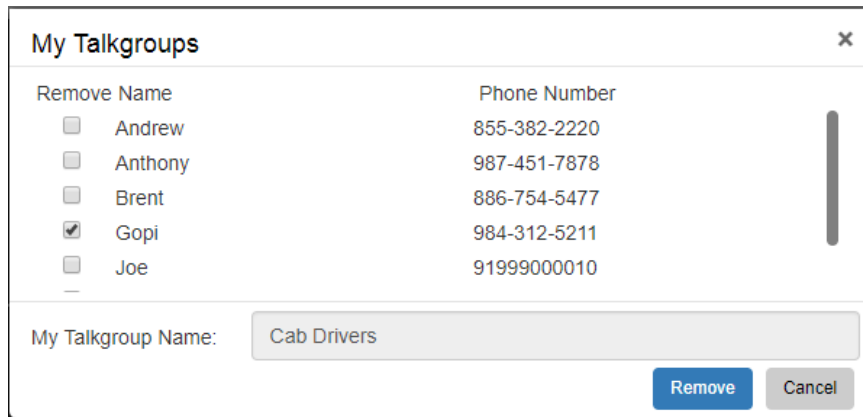 My Talkgroups ×
Remove Name Phone Number
Andrew 855-382-2220
Anthony 987-451-7878
Brent 886-754-5477
Gopi 984-312-5211
Joe 91999000010
My Talkgroup Name: Cab Drivers
Remove Cancel